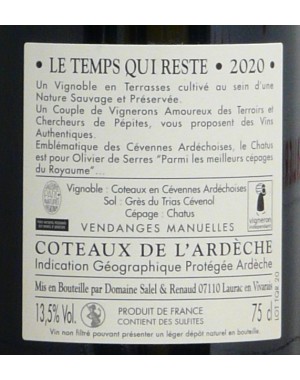 • LE TEMPS QUI RESTE • 2020 •
Un Vignoble en Terrasses cultivé au sein d'une
Nature Sauvage et Préservée.
Un Couple de Vignerons Amoureux des Terroirs et
Chercheurs de Pépites, vous proposent des Vins
Authentiques.
Emblématique des Cévennes Ardéchoises, le Chatus
est pour Olivier de Serres "Parmi les meilleurs cépages
du Royaume"...
Vignoble : Coteaux en Cévennes Ardéchoises
Sol : Grès du Trias Cévenol
Cépage : Chatus
VENDANGES MANUELLES
COTEAUX DE L'ARDÈCHE
Indication Géographique Protégée Ardèche
Mis en Bouteille par Domaine Salel & Renaud 07110 Laurac en Vivarais
13,5% Vol.
PRODUIT DE FRANCE
CONTIENT DES SULFITES
75 cl
Vin non filtré pouvant présenter un léger dépôt naturel en bouteille.